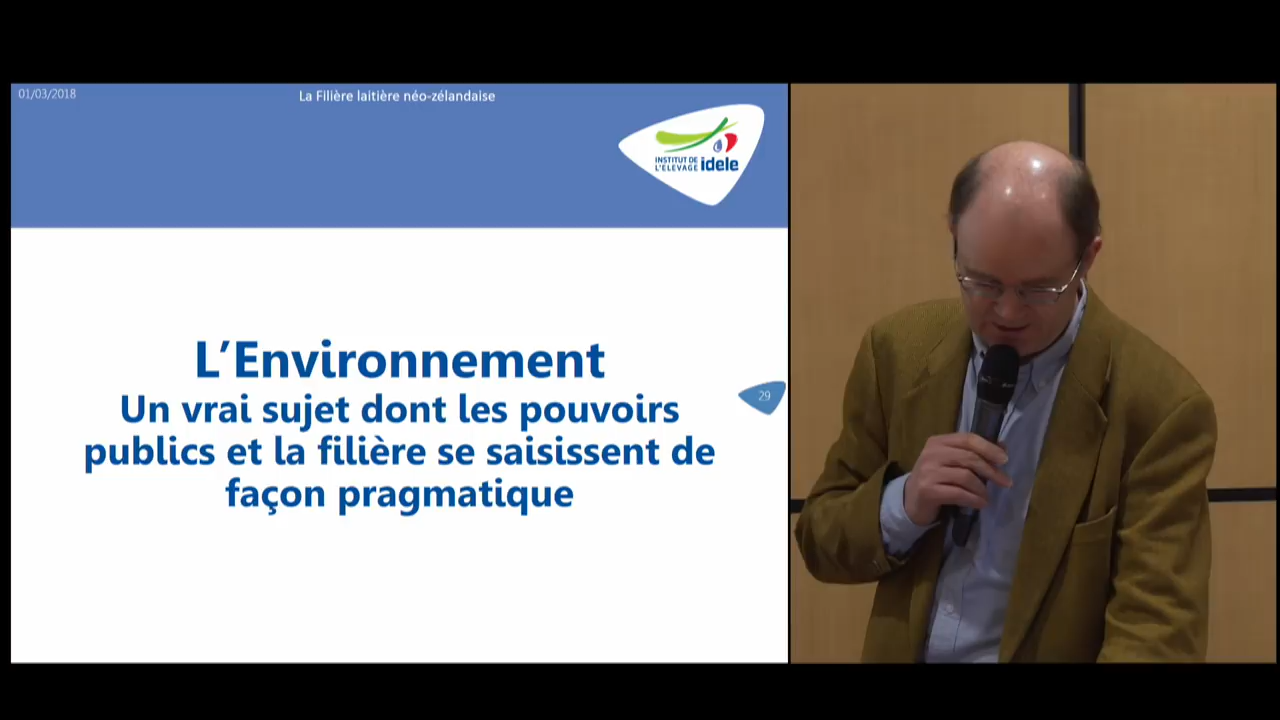 01/03/2018
La Filière laitière néo-zélandaise
INSTITUT DE
L'ELEVAGE idele
L'Environnement
Un vrai sujet dont les pouvoirs
publics et la filière se saisissent de
façon pragmatique
29